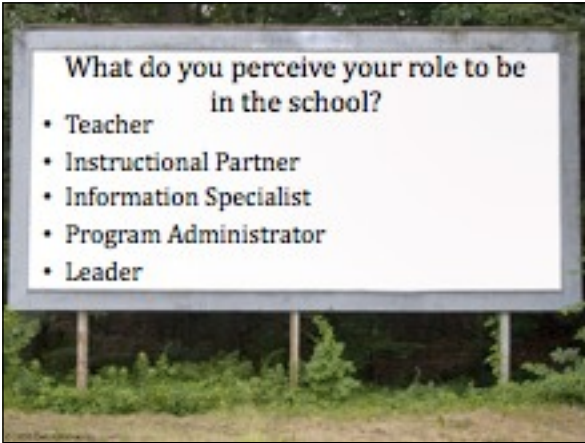 What do you perceive your role to be
in the school?
• Teacher
• Instructional Partner
• Information Specialist
• Program Administrator
• Leader